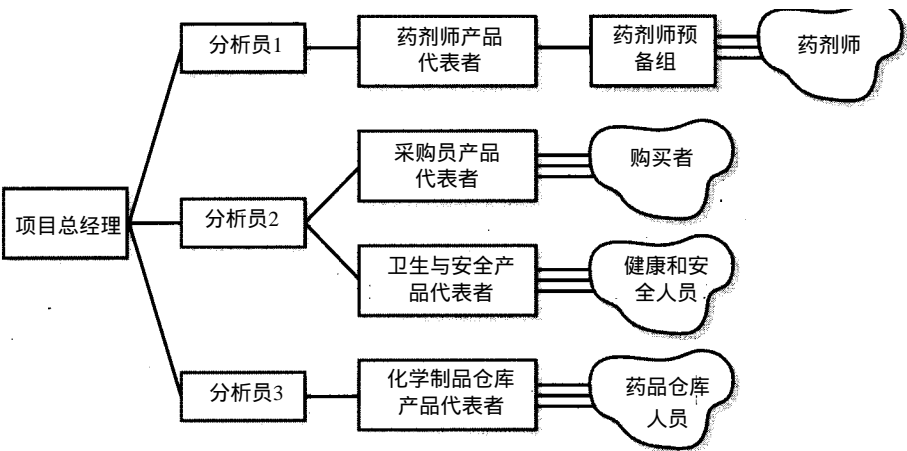 分析员1
药剂师产品
代表者
药剂师预
备组
药剂师
采购员产品
代表者
购买者
项目总经理
分析员2
卫生与安全产
品代表者
健康和安
全人员
分析员3
化学制品仓库
产品代表者
药品仓库
人员